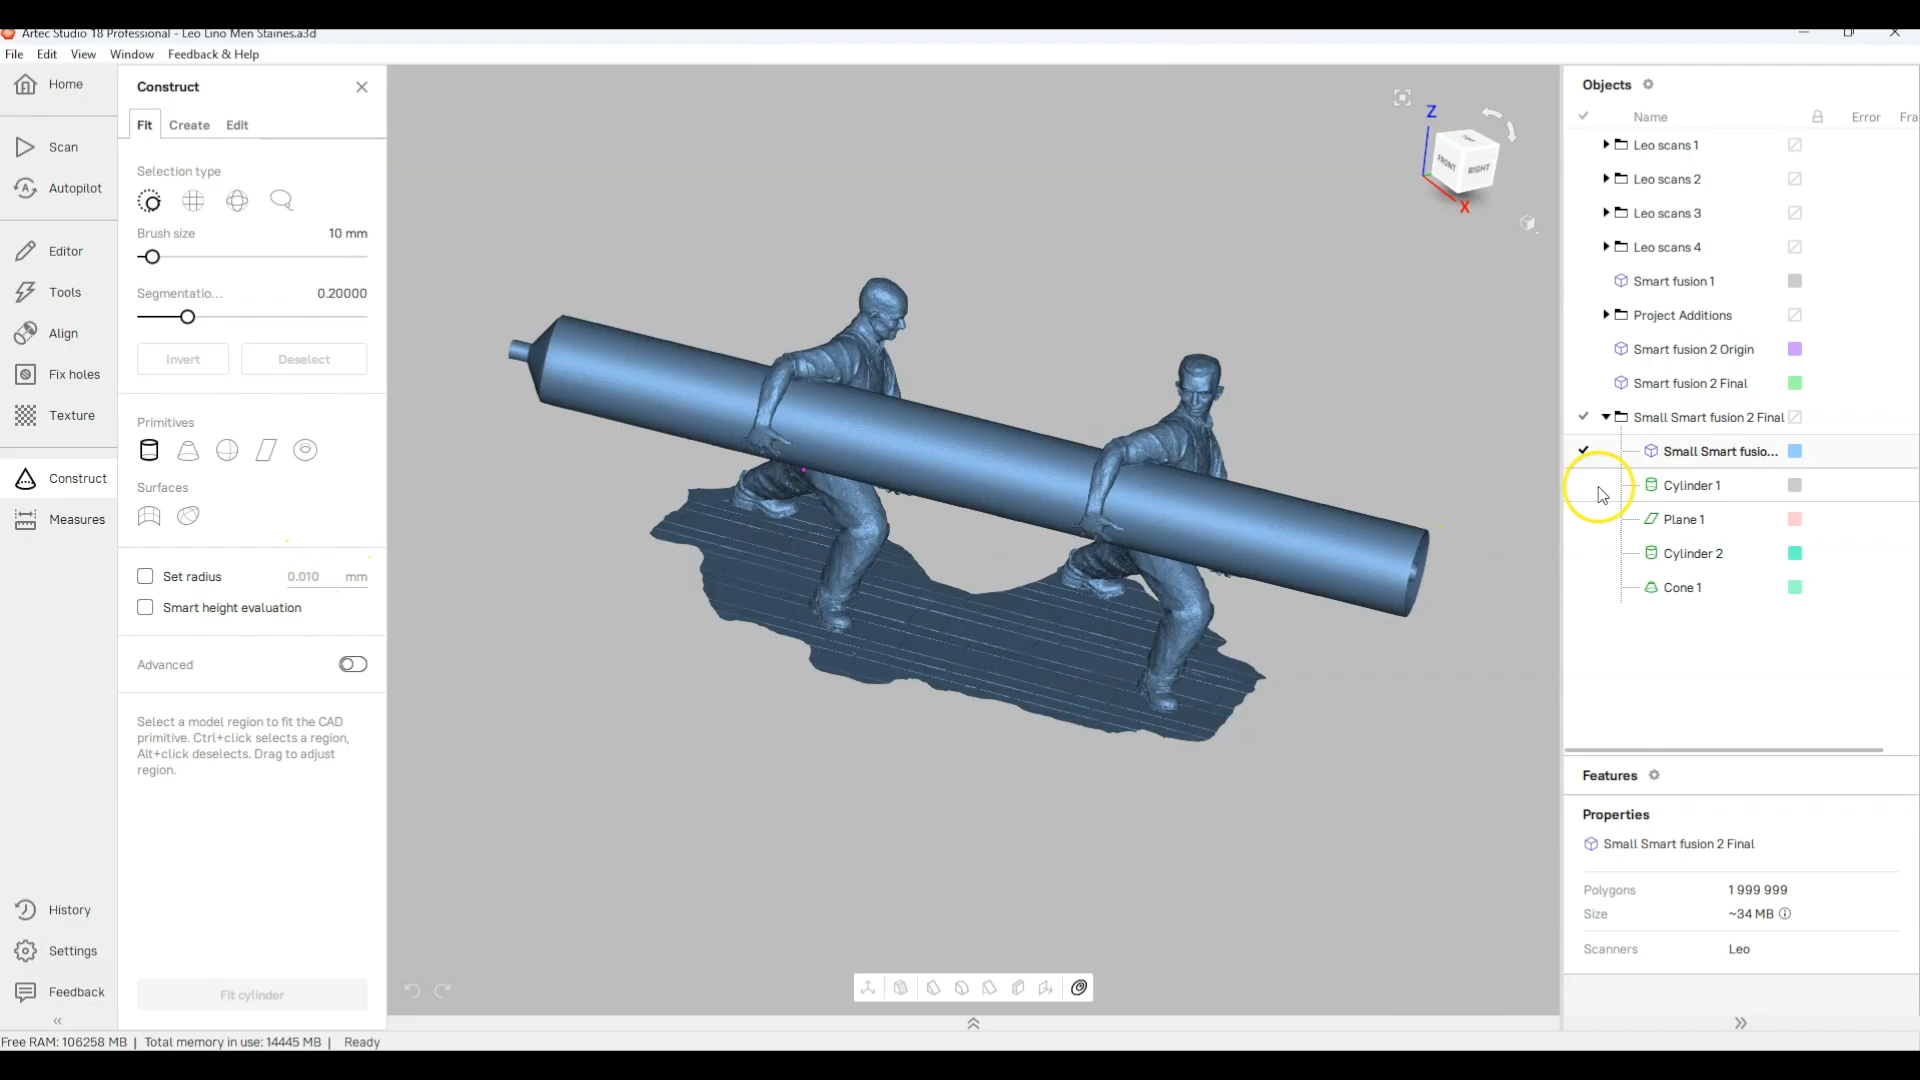 Artec Studio 18 Professional - Leo Lino Men Staines.a3d
File Edit View Window Feedback & Help
Home
Scan
Autopilot
Editor
Tools
Align
Fix holes
Texture
Construct
Measures
History
Settings
Feedback
Construct
Fit Create Edit
Selection type
Brush size 10 mm
Segmentatio... 0.20000
Invert Deselect
Primitives
Surfaces
Set radius 0.010 mm
Smart height evaluation
Advanced
Select a model region to fit the CAD
primitive. Ctrl+click selects a region,
Alt+click deselects. Drag to adjust
region.
Fit cylinder
Z
FRONT RIGHT
X
Objects
Name Error Fra
Leo scans 1
Leo scans 2
Leo scans 3
Leo scans 4
Smart fusion 1
Project Additions
Smart fusion 2 Origin
Smart fusion 2 Final
Small Smart fusion 2 Final
Small Smart fusio...
Cylinder 1
Plane 1
Cylinder 2
Cone 1
Features
Properties
Small Smart fusion 2 Final
Polygons 1 999 999
Size ~34 MB
Scanners Leo
Free RAM: 106258 MB | Total memory in use: 14445 MB | Ready